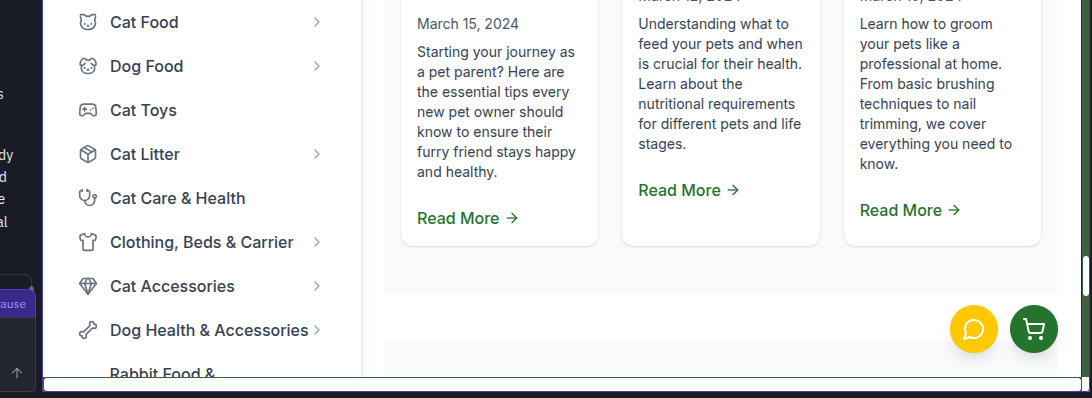 s
dy
d
e
al
ause
Cat Food
Dog Food
Cat Toys
Cat Litter
Cat Care & Health
Clothing, Beds & Carrier
Cat Accessories
Dog Health & Accessories
Rabbit Food &
March 15, 2024
Starting your journey as
a pet parent? Here are
the essential tips every
new pet owner should
know to ensure their
furry friend stays happy
and healthy.
Read More →
Understanding what to
feed your pets and when
is crucial for their health.
Learn about the
nutritional requirements
for different pets and life
stages.
Read More →
Learn how to groom
your pets like a
professional at home.
From basic brushing
techniques to nail
trimming, we cover
everything you need to
know.
Read More →